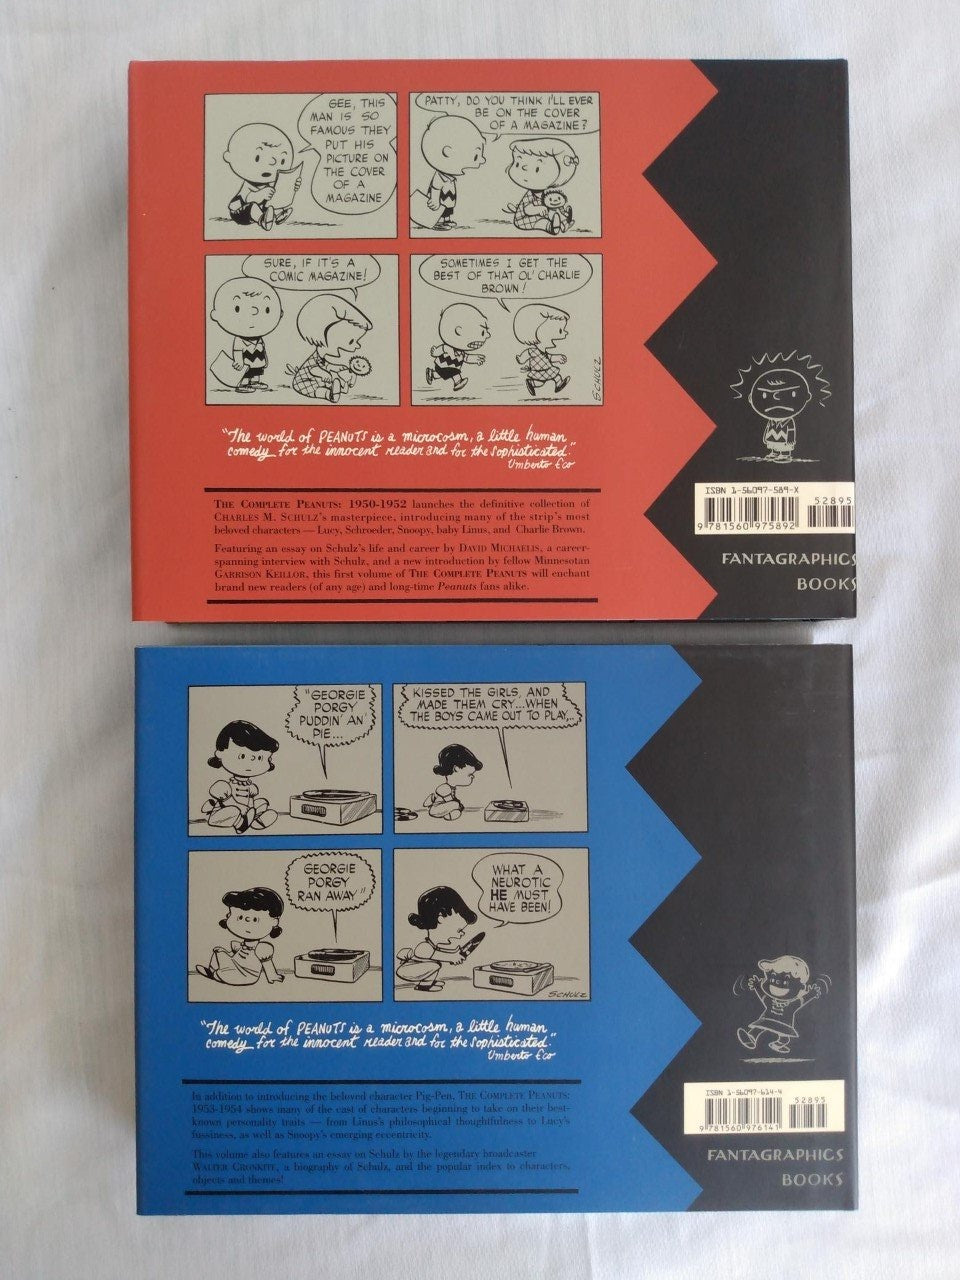 GEE, THIS
MAN IS SO
FAMOUS THEY
PUT HIS
PICTURE ON
THE COVER
OF A
MAGAZINE
PATTY, DO YOU THINK I'LL EVER
BE ON THE COVER
OF A MAGAZINE?
SURE, IF IT'S A
COMIC MAGAZINE!
SOMETIMES I GET THE
BEST OF THAT OL' CHARLIE
BROWN!
SCHULZ
"The world of PEANUTS is a microcosm, a little human
comedy for the innocent reader and for the sophisticated."
Umberto Eco
THE COMPLETE PEANUTS: 1950-1952 launches the definitive collection of
CHARLES M. SCHULZ's masterpiece, introducing many of the strip's most
beloved characters — Lucy, Schroeder, Snoopy, baby Linus, and Charlie Brown.
Featuring an essay on Schulz's life and career by DAVID MICHAELIS, a career-
spanning interview with Schulz, and a new introduction by fellow Minnesotan
GARRISON KEILLOR, this first volume of THE COMPLETE PEANUTS will enchant
brand new readers (of any age) and long-time Peanuts fans alike.
ISBN 1-56097-589-X
52895
9 781560 975892
FANTAGRAPHICS
BOOKS
"GEORGIE
PORGY
PUDDIN' AN'
PIE...
KISSED THE GIRLS, AND
MADE THEM CRY...WHEN
THE BOYS CAME OUT TO PLAY,...
GEORGIE
PORGY
RAN AWAY"
WHAT A
NEUROTIC
HE MUST
HAVE BEEN!
SCHULZ
"The world of PEANUTS is a microcosm, a little human
comedy for the innocent reader and for the sophisticated."
Umberto Eco
In addition to introducing the beloved character Pig-Pen, THE COMPLETE PEANUTS:
1953-1954 shows many of the cast of characters beginning to take on their best-
known personality traits — from Linus's philosophical thoughtfulness to Lucy's
fussiness, as well as Snoopy's emerging eccentricity.
This volume also features an essay on Schulz by the legendary broadcaster
WALTER CRONKITE, a biography of Schulz, and the popular index to characters,
objects and themes!
ISBN 1-56097-614-4
52895
9 781560 976141
FANTAGRAPHICS
BOOKS